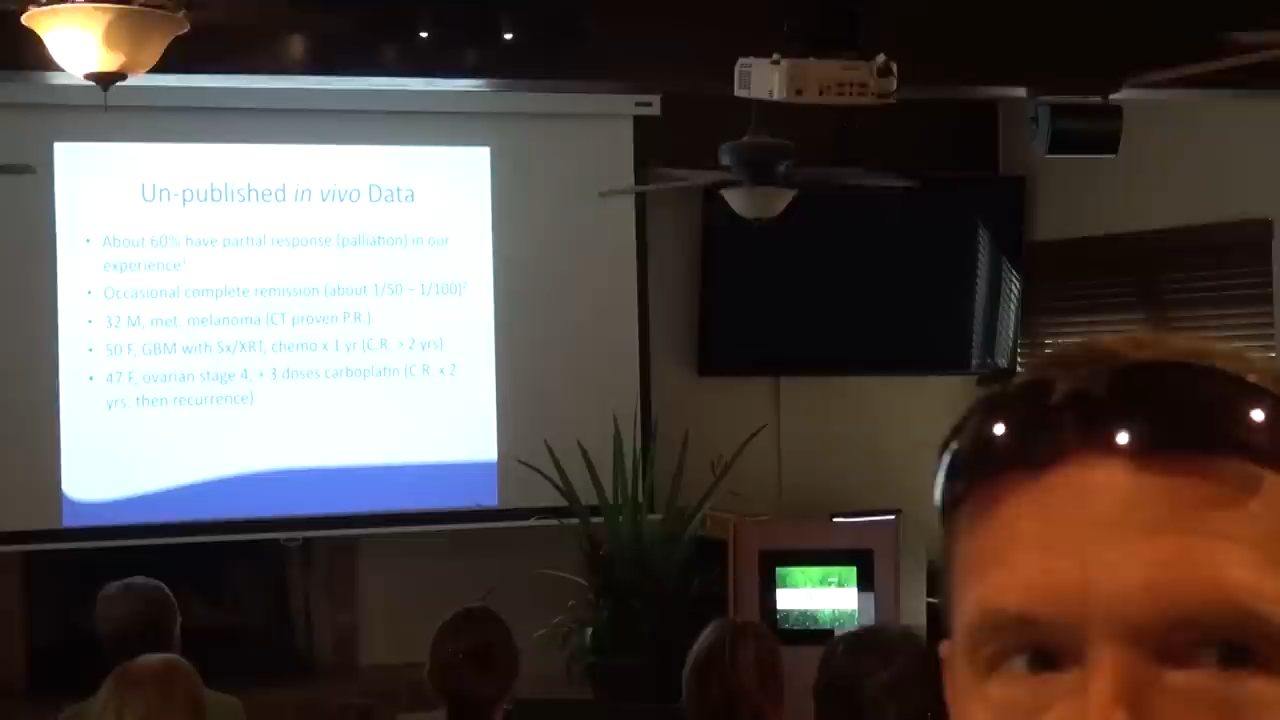 Un-published in vivo Data
• About 60% have partial response (palliation) in our
experience¹
• Occasional complete remission (about 1/50 – 1/100)²
• 32 M, met. melanoma (CT proven P.R.)
• 50 F, GBM with Sx/XRT, chemo x 1 yr (C.R. > 2 yrs)
• 47 F, ovarian stage 4, + 3 doses carboplatin (C.R. x 2
yrs, then recurrence)